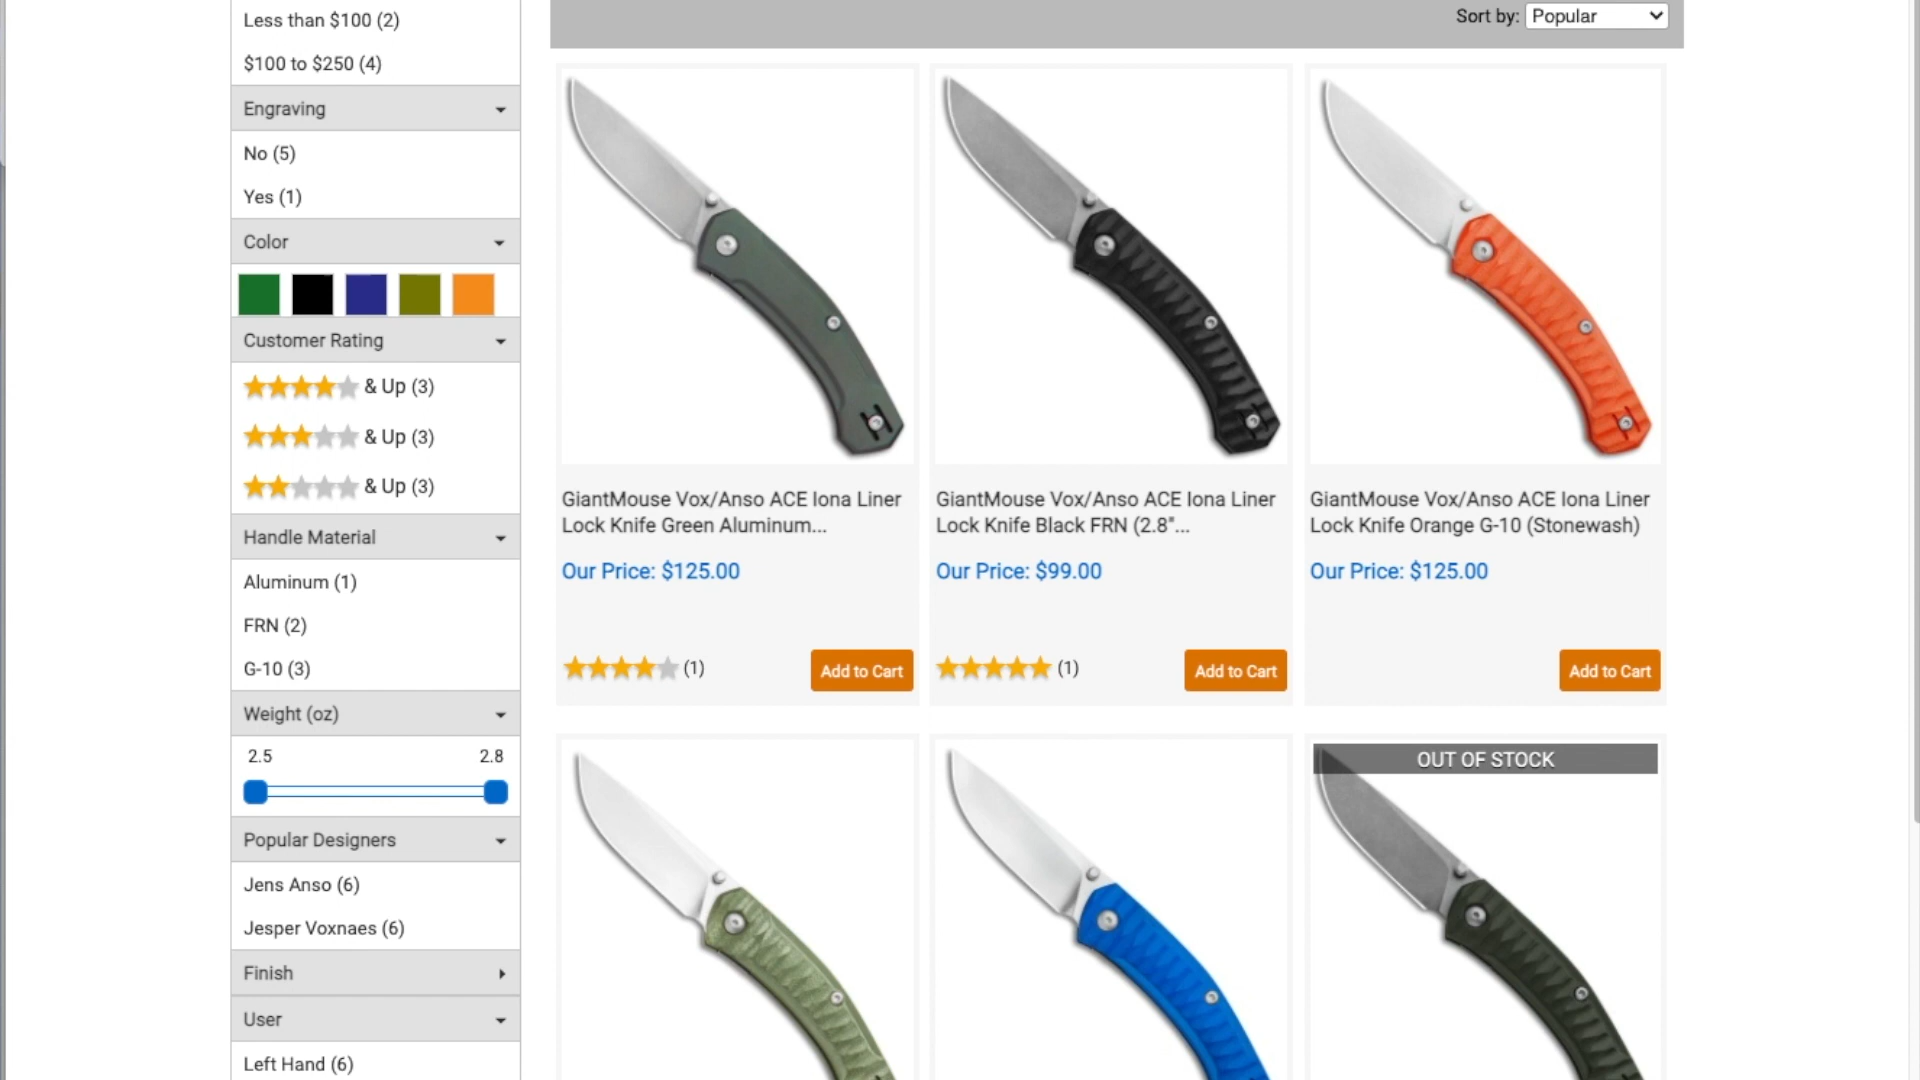 Less than $100 (2)
$100 to $250 (4)
Engraving
No (5)
Yes (1)
Color
Customer Rating
& Up (3)
& Up (3)
& Up (3)
Handle Material
Aluminum (1)
FRN (2)
G-10 (3)
Weight (oz)
2.5 2.8
Popular Designers
Jens Anso (6)
Jesper Voxnaes (6)
Finish
User
Left Hand (6)
Sort by: Popular
GiantMouse Vox/Anso ACE Iona Liner
Lock Knife Green Aluminum...
Our Price: $125.00
(1) Add to Cart
GiantMouse Vox/Anso ACE Iona Liner
Lock Knife Black FRN (2.8"...
Our Price: $99.00
(1) Add to Cart
GiantMouse Vox/Anso ACE Iona Liner
Lock Knife Orange G-10 (Stonewash)
Our Price: $125.00
Add to Cart
OUT OF STOCK